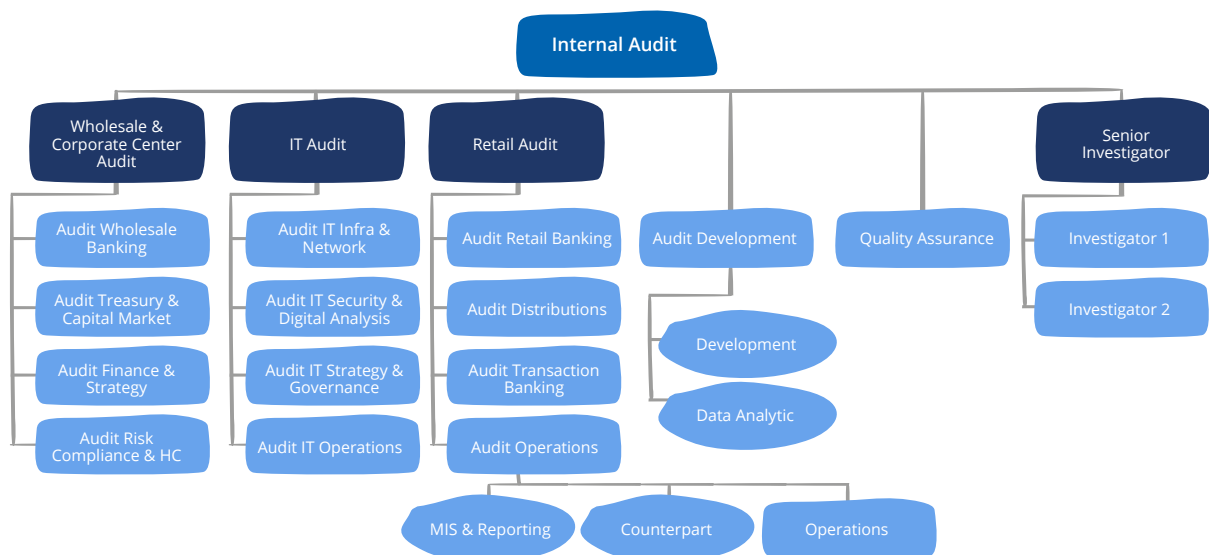 Internal Audit
Wholesale &
Corporate Center
Audit
IT Audit
Retail Audit
Senior
Investigator
Audit Wholesale
Banking
Audit IT Infra &
Network
Audit Retail Banking
Audit Development
Quality Assurance
Investigator 1
Audit Treasury &
Capital Market
Audit IT Security &
Digital Analysis
Audit Distributions
Investigator 2
Development
Audit Finance &
Strategy
Audit IT Strategy &
Governance
Audit Transaction
Banking
Data Analytic
Audit Risk
Compliance & HC
Audit IT Operations
Audit Operations
MIS & Reporting
Counterpart
Operations